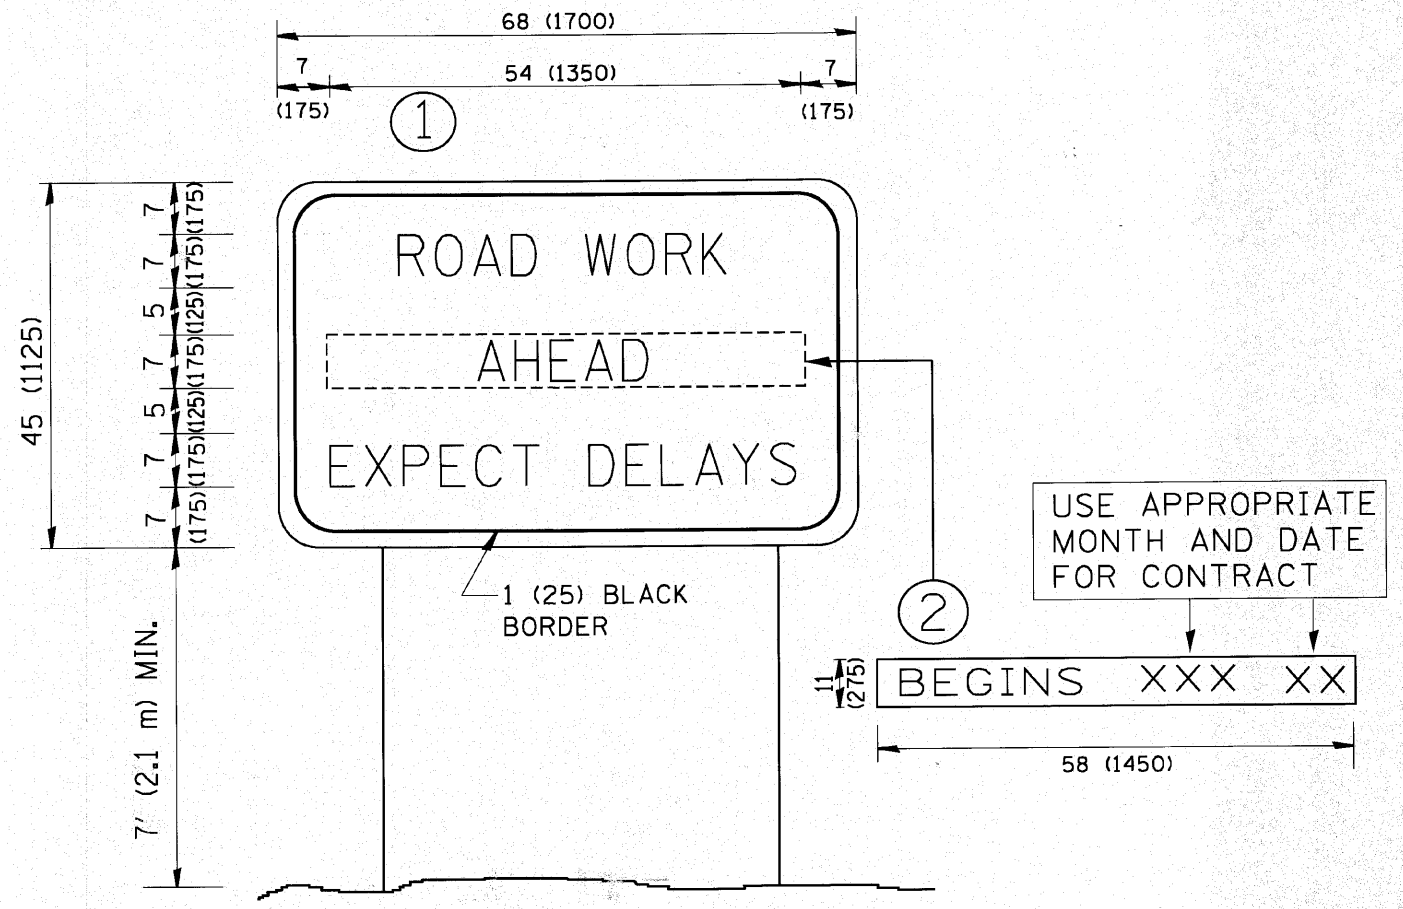 68 (1700)
7
54 (1350)
7
(175)
(175)
1
45 (1125)
7
(175)
7
(175)
5
(125)
7
(175)
5
(125)
7
(175)
7
(175)
ROAD WORK
AHEAD
EXPECT DELAYS
1 (25) BLACK
BORDER
7' (2.1 m) MIN.
USE APPROPRIATE
MONTH AND DATE
FOR CONTRACT
2
11
(275)
BEGINS XXX XX
58 (1450)